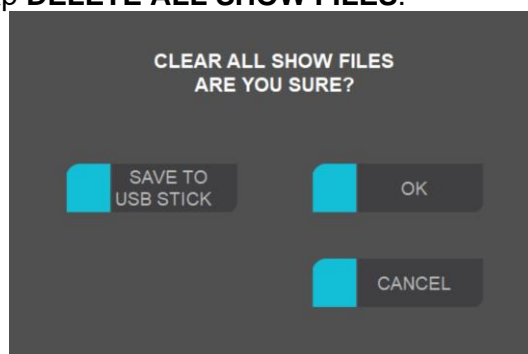 DELETE ALL SHOW FILES.
CLEAR ALL SHOW FILES
ARE YOU SURE?
SAVE TO
USB STICK
OK
CANCEL